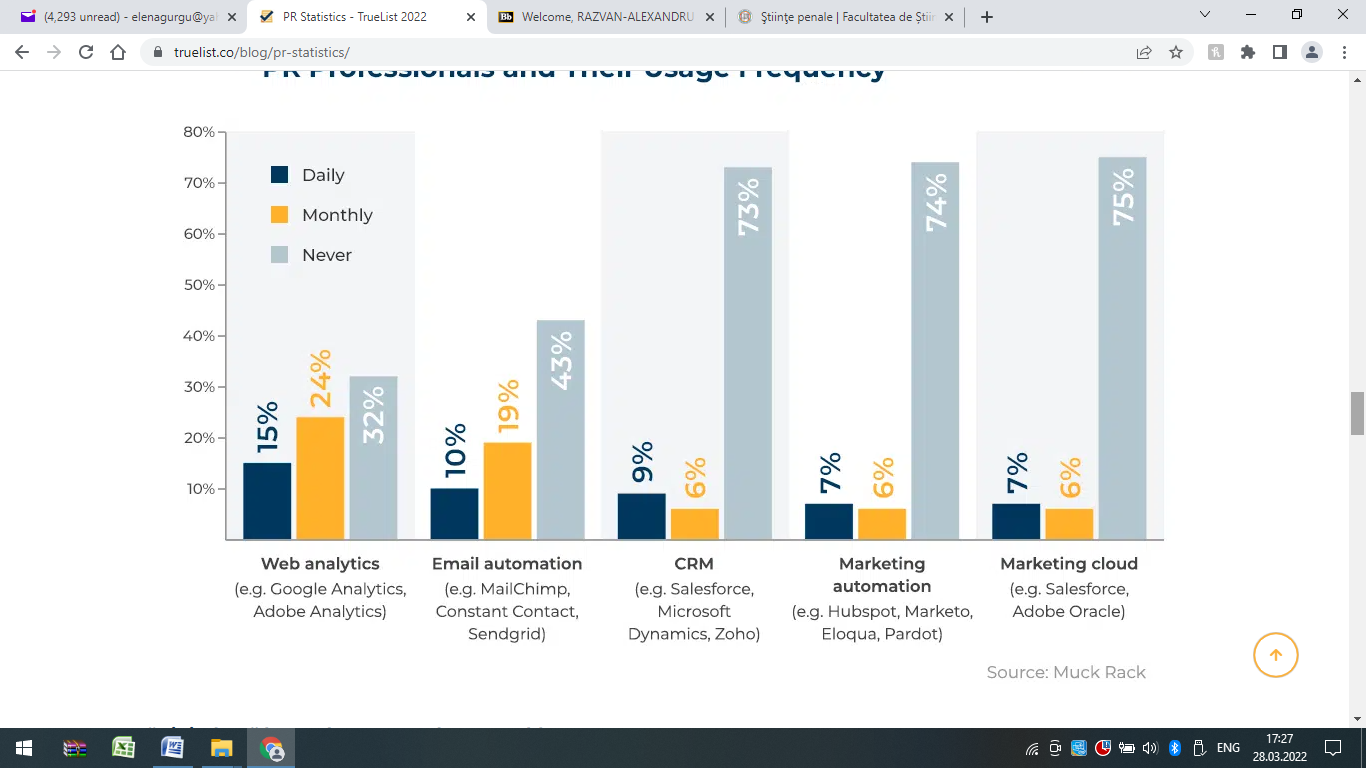 (4,293 unread) - elenagurgu@ya
PR Statistics - TrueList 2022
Welcome, RAZVAN-ALEXANDRU
Științe penale | Facultatea de Știi
truelist.co/blog/pr-statistics/
PR Professionals and Their Usage Frequency
80%
70%
60%
50%
40%
30%
20%
10%
Daily
Monthly
Never
15%
24%
32%
10%
19%
43%
9%
6%
73%
7%
6%
74%
7%
6%
75%
Web analytics
(e.g. Google Analytics,
Adobe Analytics)
Email automation
(e.g. MailChimp,
Constant Contact,
Sendgrid)
CRM
(e.g. Salesforce,
Microsoft
Dynamics, Zoho)
Marketing
automation
(e.g. Hubspot, Marketo,
Eloqua, Pardot)
Marketing cloud
(e.g. Salesforce,
Adobe Oracle)
Source: Muck Rack
ENG
17:27
28.03.2022